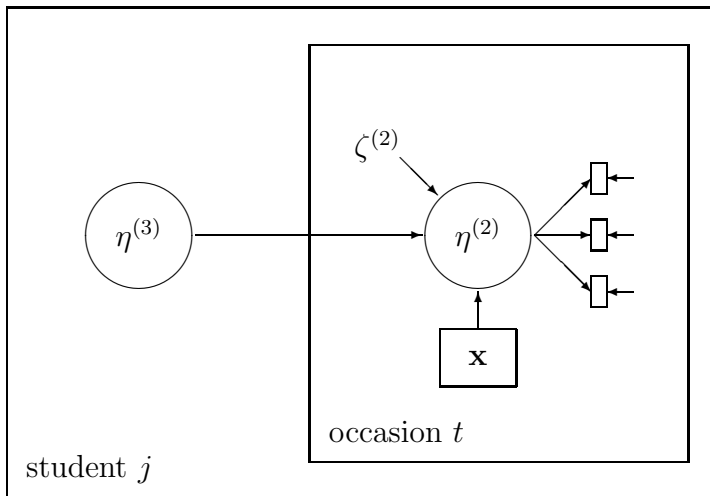 ζ^(2)
η^(3)
η^(2)
x
occasion t
student j